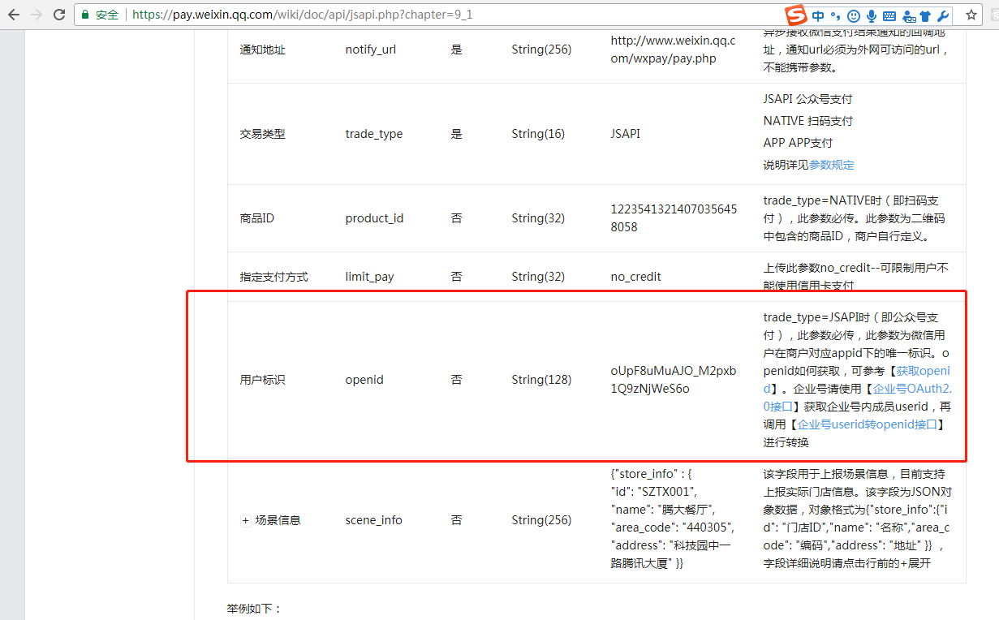 安全 https://pay.weixin.qq.com/wiki/doc/api/jsapi.php?chapter=9_1
中
通知地址 notify_url 是 String(256) http://www.weixin.qq.c
om/wxpay/pay.php
异步接收微信支付结果通知的回调地
址，通知url必须为外网可访问的url，
不能携带参数。
交易类型 trade_type 是 String(16) JSAPI
JSAPI 公众号支付
NATIVE 扫码支付
APP APP支付
说明详见参数规定
商品ID product_id 否 String(32) 1223541321407035645
8058
trade_type=NATIVE时（即扫码支
付），此参数必传。此参数为二维码
中包含的商品ID，商户自行定义。
指定支付方式 limit_pay 否 String(32) no_credit
上传此参数no_credit--可限制用户不
能使用信用卡支付
用户标识 openid 否 String(128) oUpF8uMuAJO_M2pxb
1Q9zNjWeS6o
trade_type=JSAPI时（即公众号支
付），此参数必传，此参数为微信用
户在商户对应appid下的唯一标识。o
penid如何获取，可参考【获取openi
d】。企业号请使用【企业号OAuth2.
0接口】获取企业号内成员userid，再
调用【企业号userid转openid接口】
进行转换
+ 场景信息 scene_info 否 String(256)
{"store_info" : {
"id": "SZTX001",
"name": "腾大餐厅",
"area_code": "440305",
"address": "科技园中一
路腾讯大厦" }}
该字段用于上报场景信息，目前支持
上报实际门店信息。该字段为JSON对
象数据，对象格式为{"store_info":{"i
d": "门店ID","name": "名称","area_c
ode": "编码","address": "地址" }} ，
字段详细说明请点击行前的+展开
举例如下：